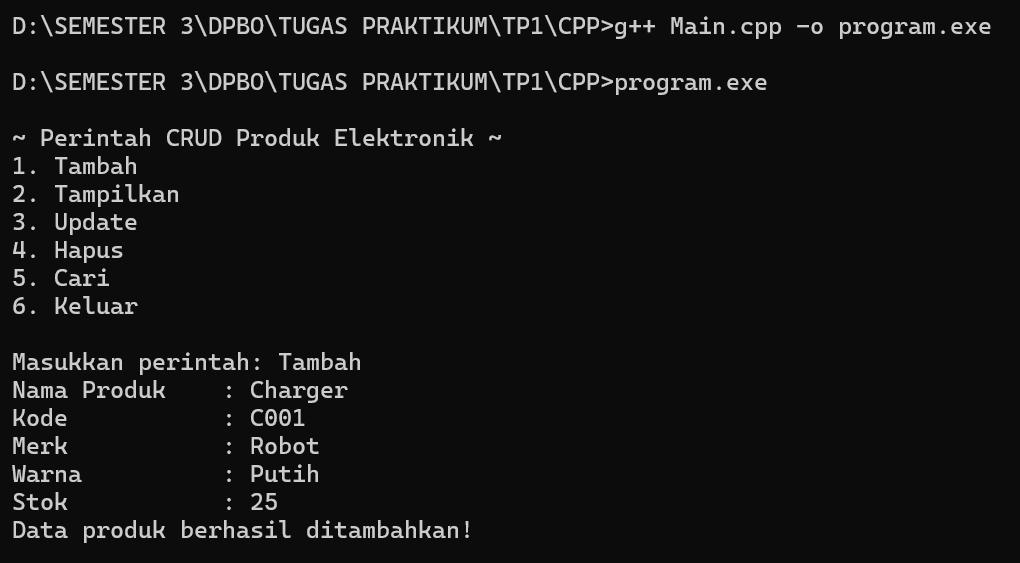 D:\SEMESTER 3\DPBO\TUGAS PRAKTIKUM\TP1\CPP>g++ Main.cpp -o program.exe
D:\SEMESTER 3\DPBO\TUGAS PRAKTIKUM\TP1\CPP>program.exe
~ Perintah CRUD Produk Elektronik ~
1. Tambah
2. Tampilkan
3. Update
4. Hapus
5. Cari
6. Keluar
Masukkan perintah: Tambah
Nama Produk    : Charger
Kode           : C001
Merk           : Robot
Warna          : Putih
Stok           : 25
Data produk berhasil ditambahkan!